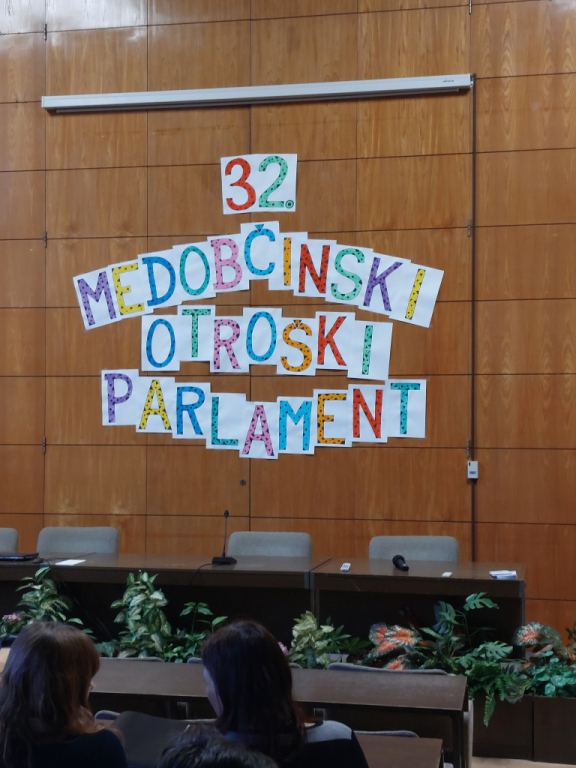 32.
MEDOBČINSKI
OTROŠKI
PARLAMENT